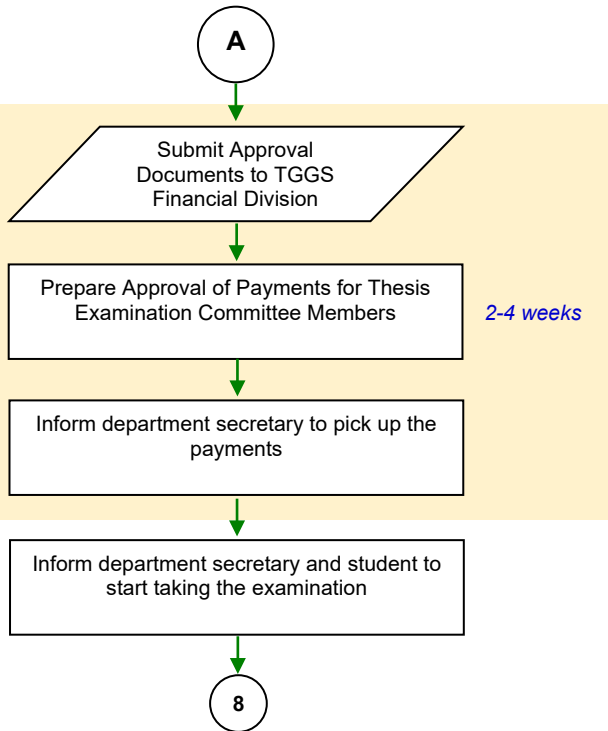 A
Submit Approval
Documents to TGGS
Financial Division
Prepare Approval of Payments for Thesis
Examination Committee Members
2-4 weeks
Inform department secretary to pick up the
payments
Inform department secretary and student to
start taking the examination
8